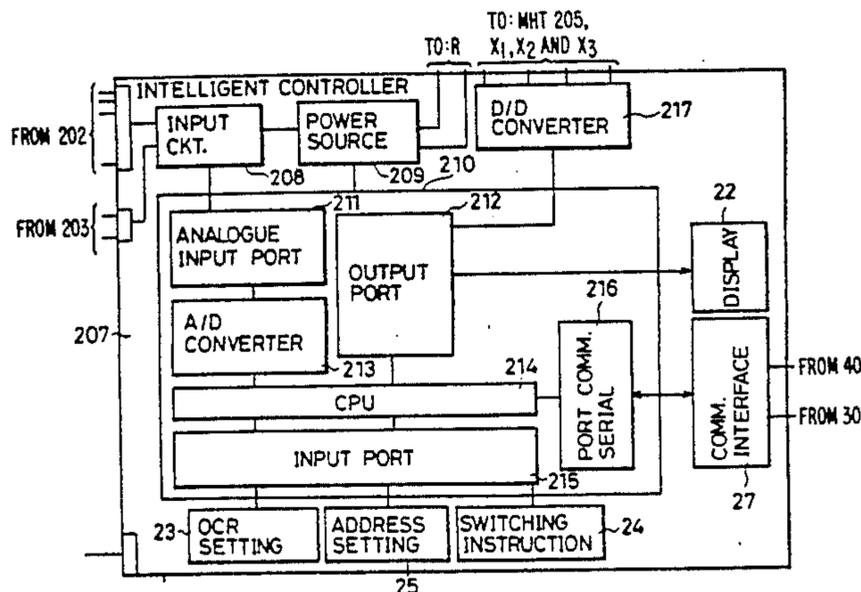 TO: MHT 205,
X1, X2 AND X3
TO: R
INTELLIGENT CONTROLLER
FROM 202
INPUT
CKT.
208
POWER
SOURCE
209
D/D
CONVERTER
217
210
FROM 203
211
ANALOGUE
INPUT PORT
212
OUTPUT
PORT
22
DISPLAY
207
A/D
CONVERTER
213
216
PORT COMM.
SERIAL
214
CPU
COMM.
INTERFACE
FROM 40
FROM 30
INPUT PORT
215
27
23
OCR
SETTING
ADDRESS
SETTING
25
SWITCHING
INSTRUCTION
24